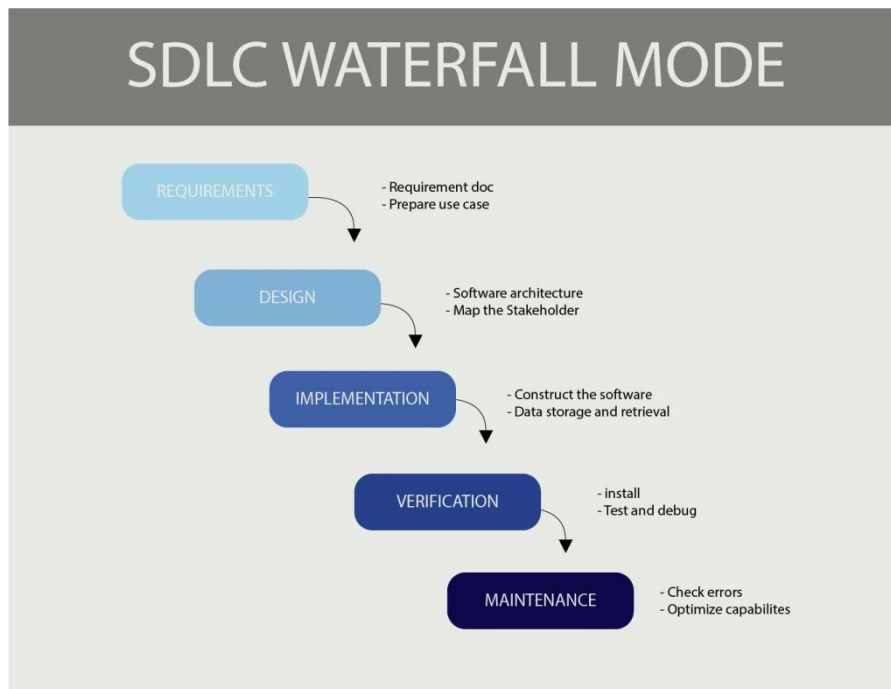 SDLC WATERFALL MODE
REQUIREMENTS
- Requirement doc
- Prepare use case
DESIGN
- Software architecture
- Map the Stakeholder
IMPLEMENTATION
- Construct the software
- Data storage and retrieval
VERIFICATION
- install
- Test and debug
MAINTENANCE
- Check errors
- Optimize capabilites